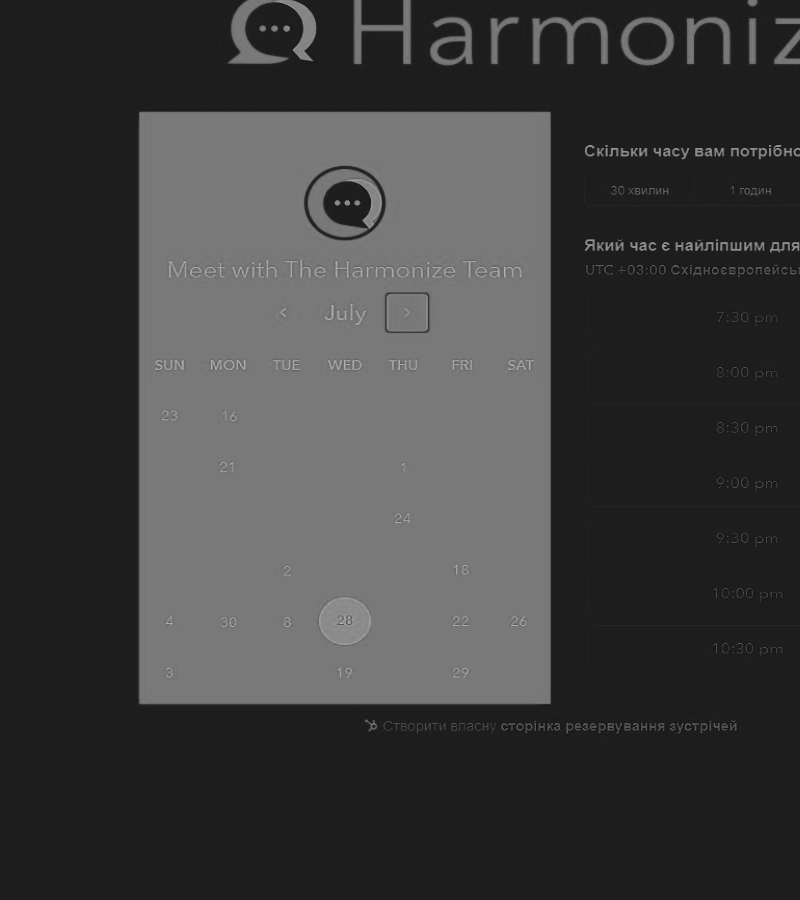 Harmoniz
Скільки часу вам потрібно
30 хвилин 1 годин
Meet with The Harmonize Team
Який час є найліпшим для
UTC +03:00 Східноєвропейсь
‹ July ›
7:30 pm
SUN MON TUE WED THU FRI SAT
8:00 pm
23 16
8:30 pm
21 1
9:00 pm
24
9:30 pm
2 18
10:00 pm
4 30 8 28 22 26
10:30 pm
3 19 29
Створити власну сторінка резервування зустрічей